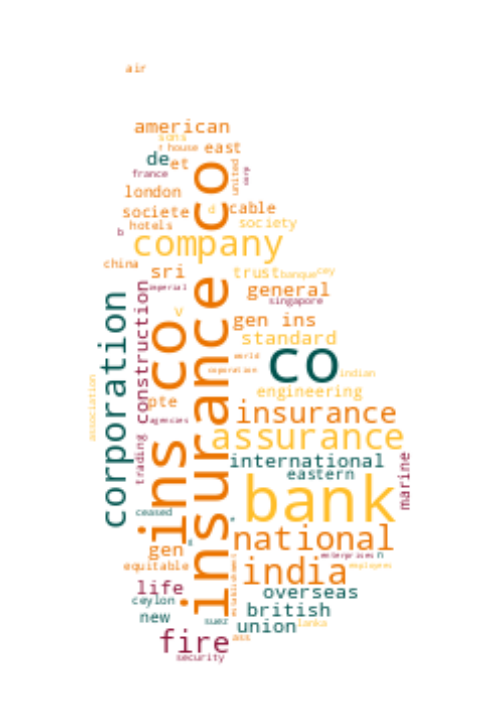 air
american
sons
house east
de et
france
united
corp
london
societe
d
cable
hotels
society
b
company
china
sri
trust
banque
cey
imperial
general
singapore
v
gen ins
standard
insurance co
ins co
corporation
construction
world
co
corporation
indian
engineering
association
pte
insurance
agencies
assurance
international
eastern
trading
marine
bank
ceased
national
gen
enterprises
n
equitable
india
employees
establishment
life
overseas
ceylon
british
new
suez
union
lanka
fire
ass
security